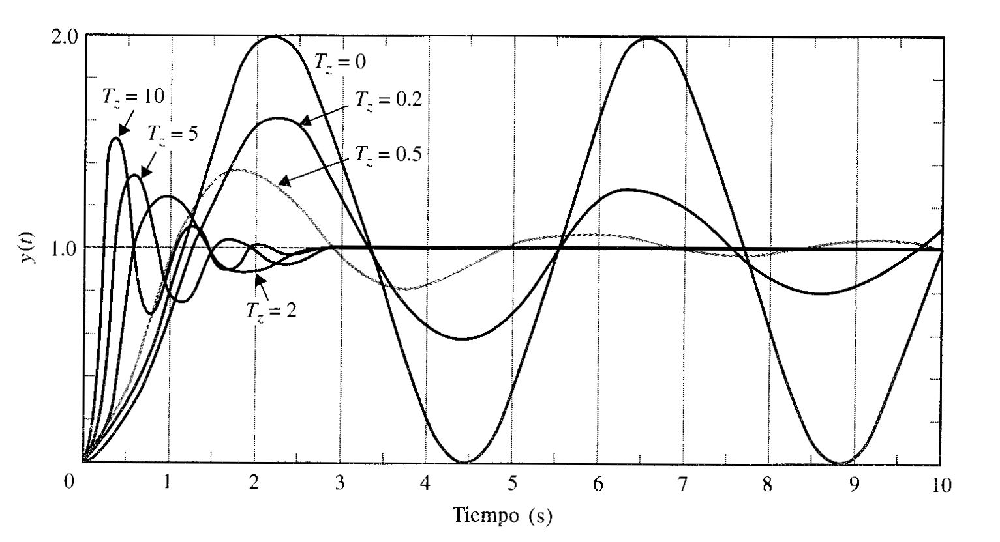 2.0
T_z = 0
T_z = 10
T_z = 0.2
T_z = 5
T_z = 0.5
1.0
y(t)
T_z = 2
0 1 2 3 4 5 6 7 8 9 10
Tiempo (s)